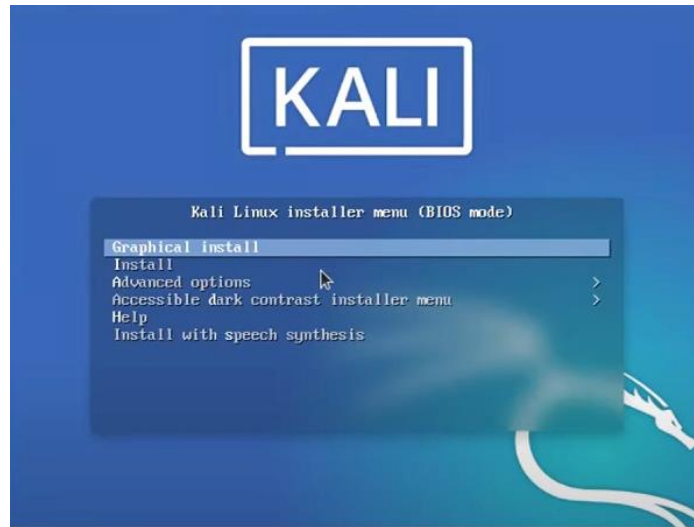 KALI
Kali Linux installer menu (BIOS mode)
Graphical install
Install
Advanced options >
Accessible dark contrast installer menu >
Help
Install with speech synthesis